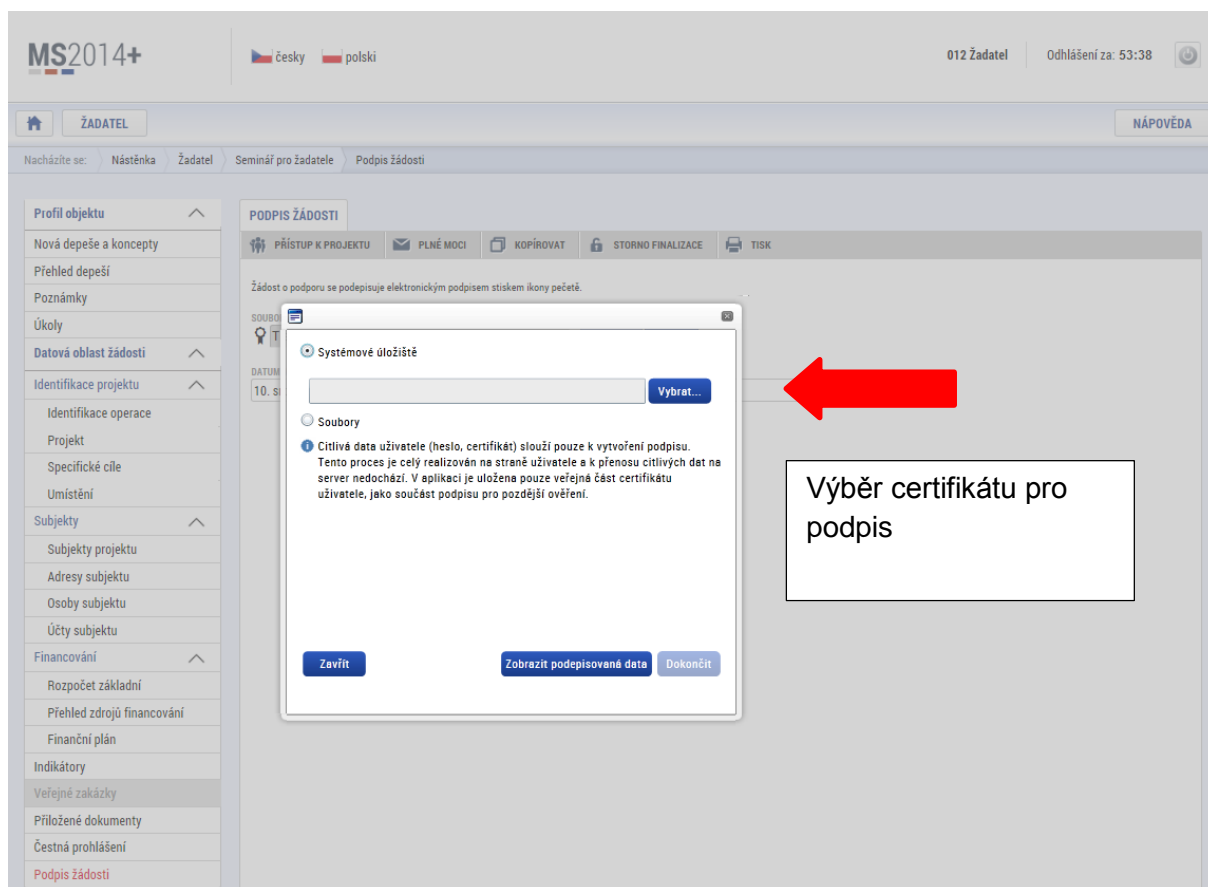 MS2014+
česky polski
012 Žadatel Odhlášení za: 53:38
ŽADATEL
NÁPOVĚDA
Nacházíte se: Nástěnka Žadatel Seminář pro žadatele Podpis žádosti
Profil objektu
Nová depeše a koncepty
Přehled depeší
Poznámky
Úkoly
Datová oblast žádosti
Identifikace projektu
Identifikace operace
Projekt
Specifické cíle
Umístění
Subjekty
Subjekty projektu
Adresy subjektu
Osoby subjektu
Účty subjektu
Financování
Rozpočet základní
Přehled zdrojů financování
Finanční plán
Indikátory
Veřejné zakázky
Přiložené dokumenty
Čestná prohlášení
Podpis žádosti
PODPIS ŽÁDOSTI
PŘÍSTUP K PROJEKTU PLNÉ MOCI KOPÍROVAT STORNO FINALIZACE TISK
Žádost o podporu se podepisuje elektronickým podpisem stiskem ikony pečetě.
SOUBO
T
DATUM
10. s
Systémové úložiště
Vybrat...
Soubory
Citlivá data uživatele (heslo, certifikát) slouží pouze k vytvoření podpisu.
Tento proces je celý realizován na straně uživatele a k přenosu citlivých dat na
server nedochází. V aplikaci je uložena pouze veřejná část certifikátu
uživatele, jako součást podpisu pro pozdější ověření.
Zavřít Zobrazit podepisovaná data Dokončit
Výběr certifikátu pro
podpis